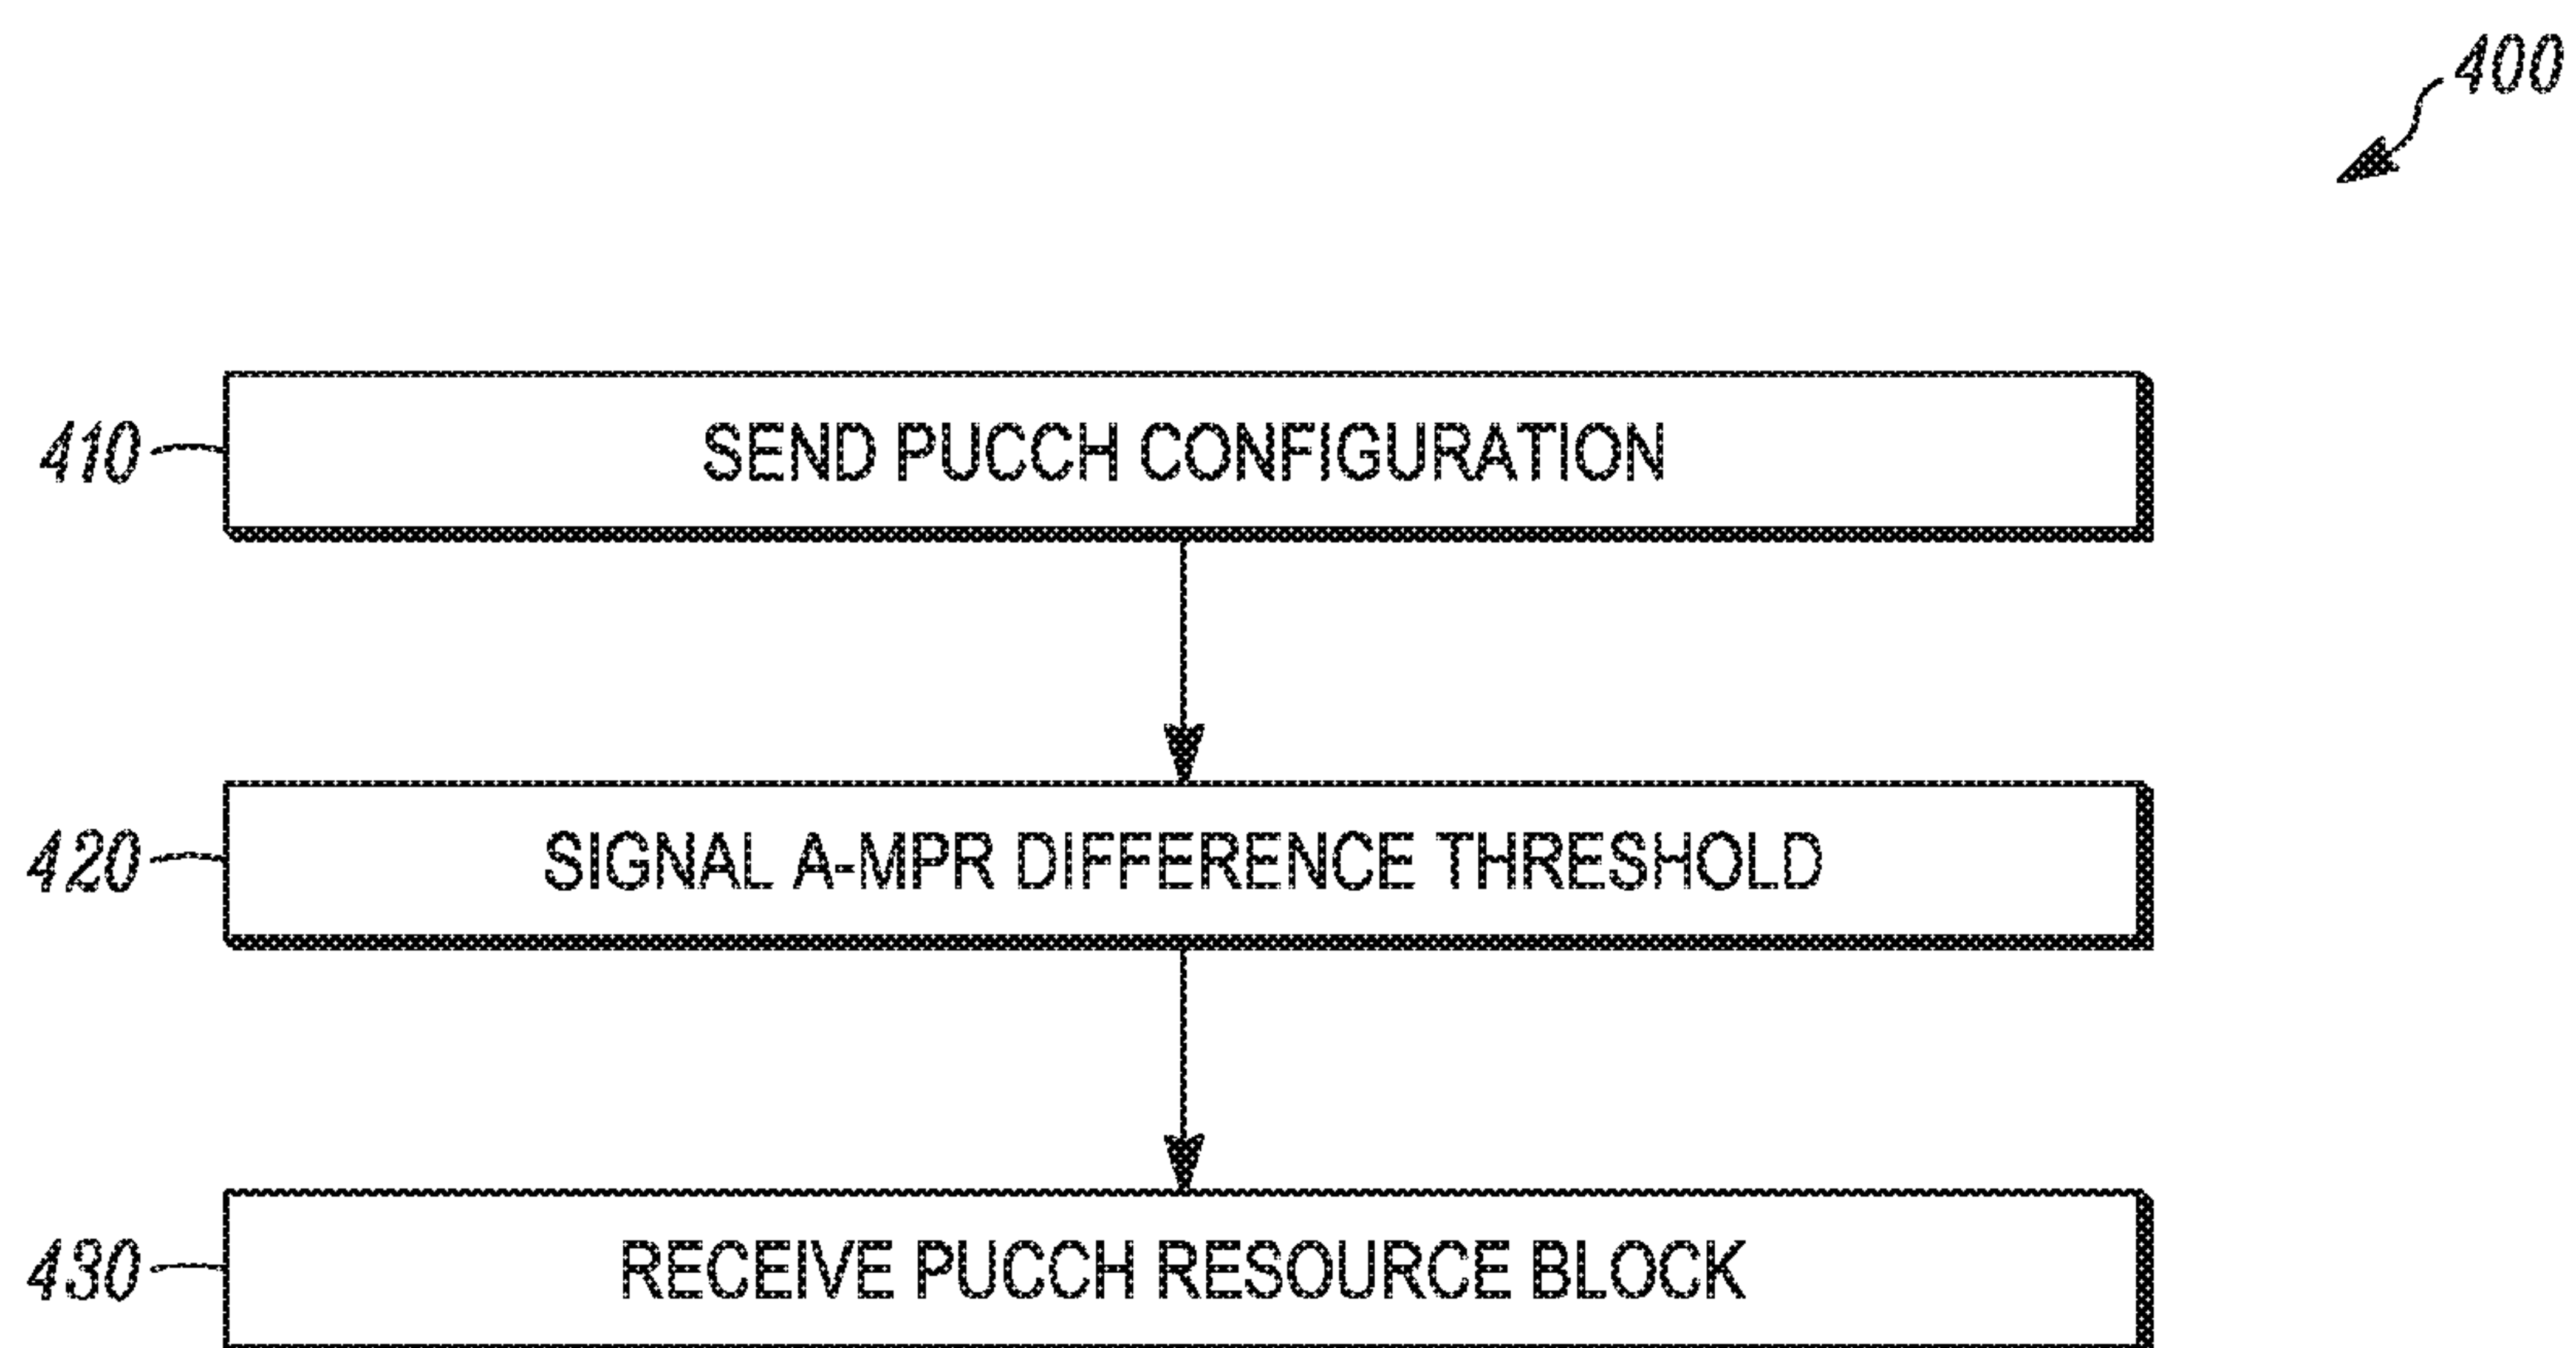 400
410 SEND PUCCH CONFIGURATION
420 SIGNAL A-MPR DIFFERENCE THRESHOLD
430 RECEIVE PUCCH RESOURCE BLOCK